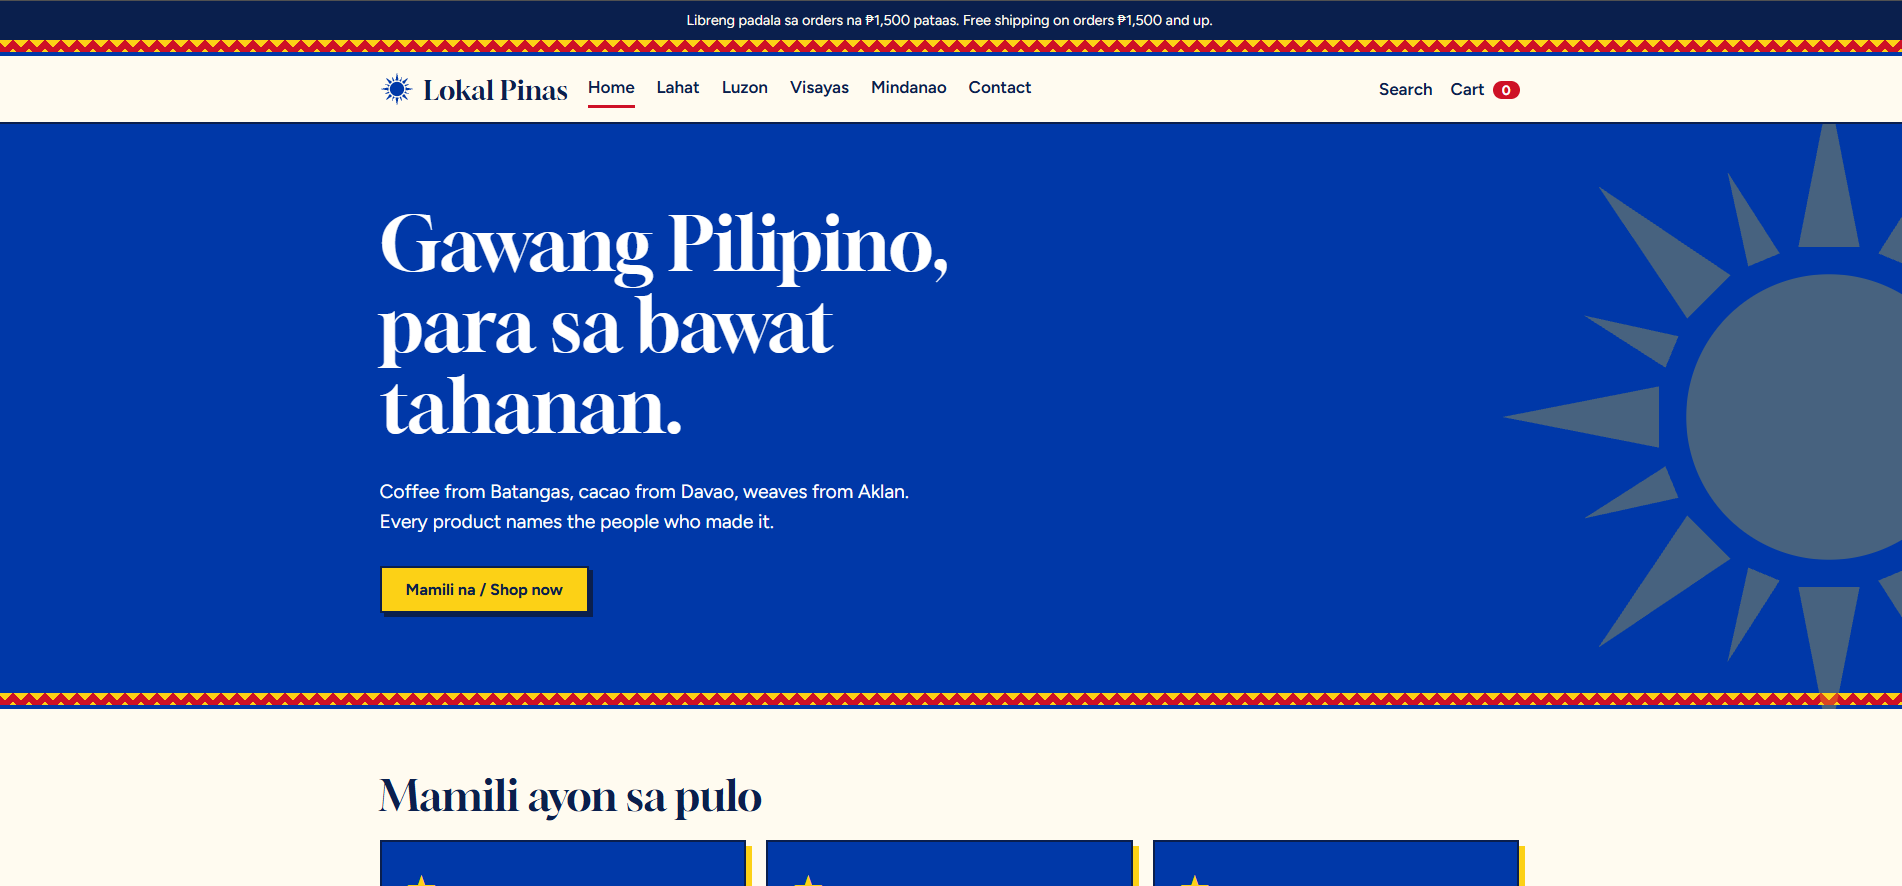 Libreng padala sa orders na ₱1,500 pataas. Free shipping on orders ₱1,500 and up.
Lokal Pinas Home Lahat Luzon Visayas Mindanao Contact Search Cart 0
Gawang Pilipino,
para sa bawat
tahanan.
Coffee from Batangas, cacao from Davao, weaves from Aklan.
Every product names the people who made it.
Mamili na / Shop now
Mamili ayon sa pulo